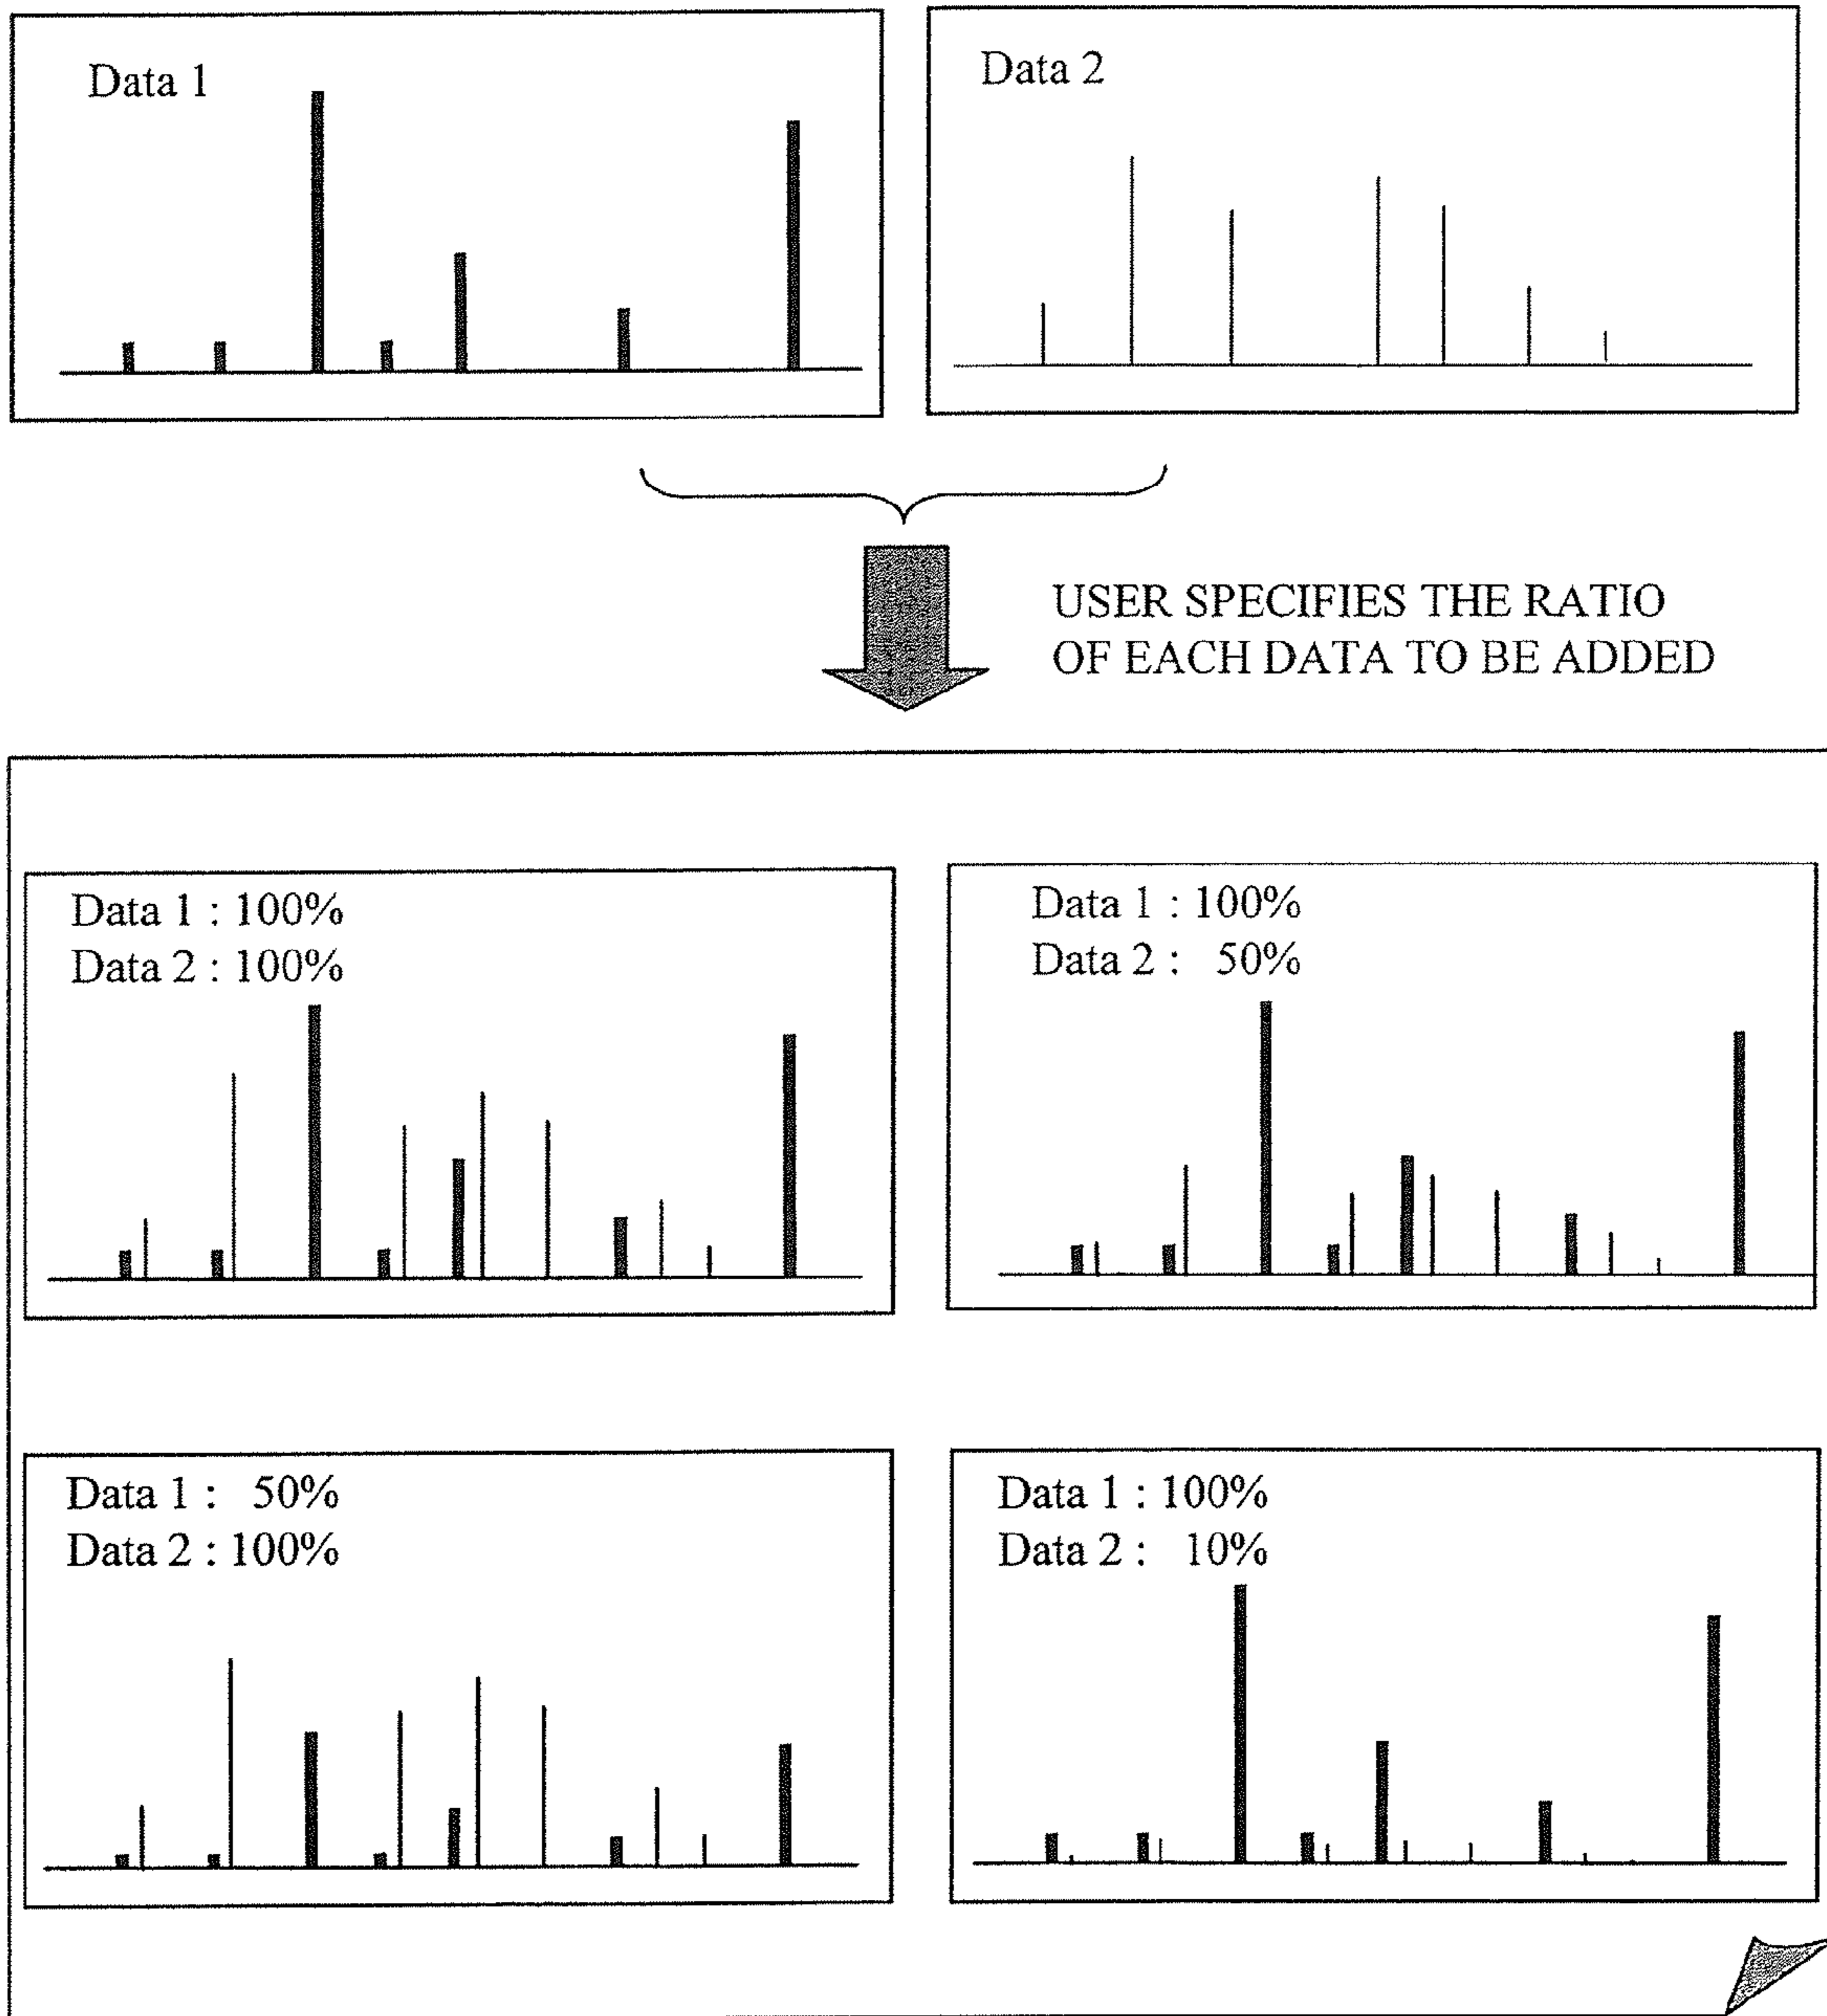 Data 1
Data 2
USER SPECIFIES THE RATIO
OF EACH DATA TO BE ADDED
Data 1 : 100%
Data 2 : 100%
Data 1 : 100%
Data 2 : 50%
Data 1 : 50%
Data 2 : 100%
Data 1 : 100%
Data 2 : 10%